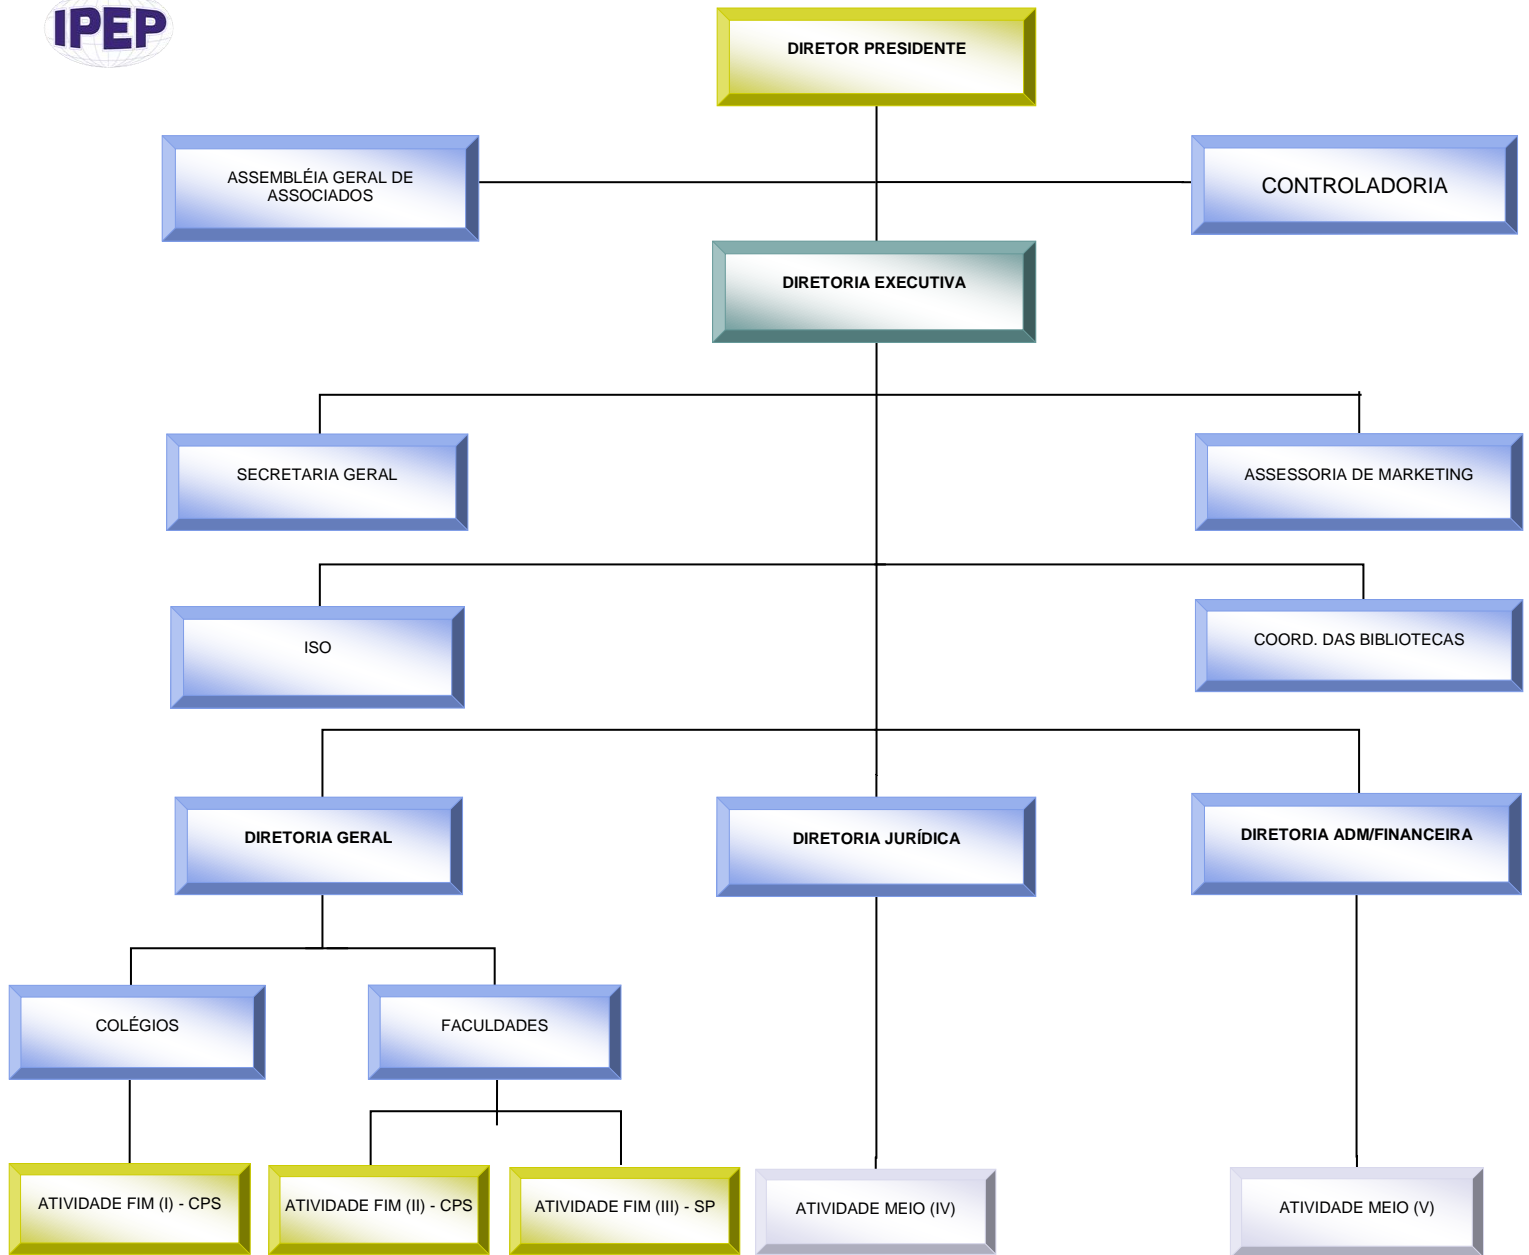 IPEP
DIRETOR PRESIDENTE
ASSEMBLÉIA GERAL DE
ASSOCIADOS
CONTROLADORIA
DIRETORIA EXECUTIVA
SECRETARIA GERAL
ASSESSORIA DE MARKETING
ISO
COORD. DAS BIBLIOTECAS
DIRETORIA GERAL
DIRETORIA JURÍDICA
DIRETORIA ADM/FINANCEIRA
COLÉGIOS
FACULDADES
ATIVIDADE FIM (I) - CPS
ATIVIDADE FIM (II) - CPS
ATIVIDADE FIM (III) - SP
ATIVIDADE MEIO (IV)
ATIVIDADE MEIO (V)